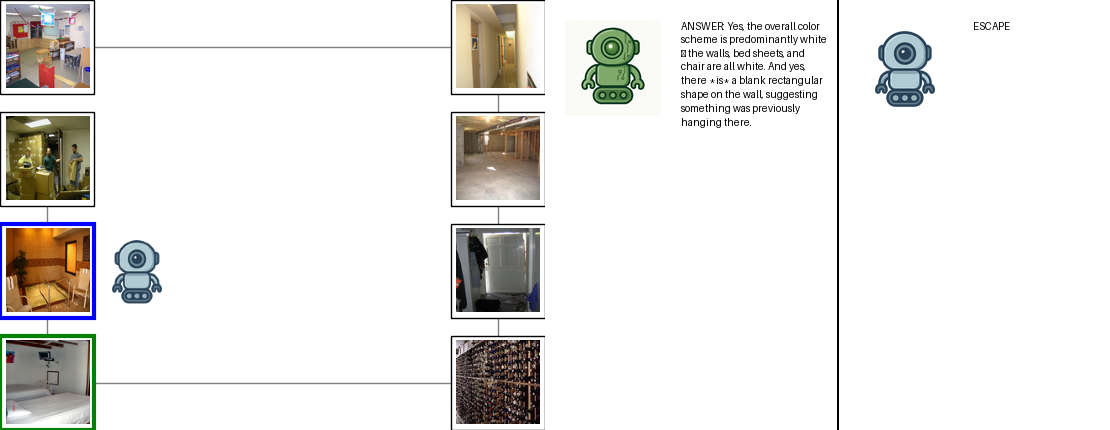 ANSWER: Yes, the overall color
scheme is predominantly white
the walls, bed sheets, and
chair are all white. And yes,
there *is* a blank rectangular
shape on the wall, suggesting
something was previously
hanging there.
ESCAPE